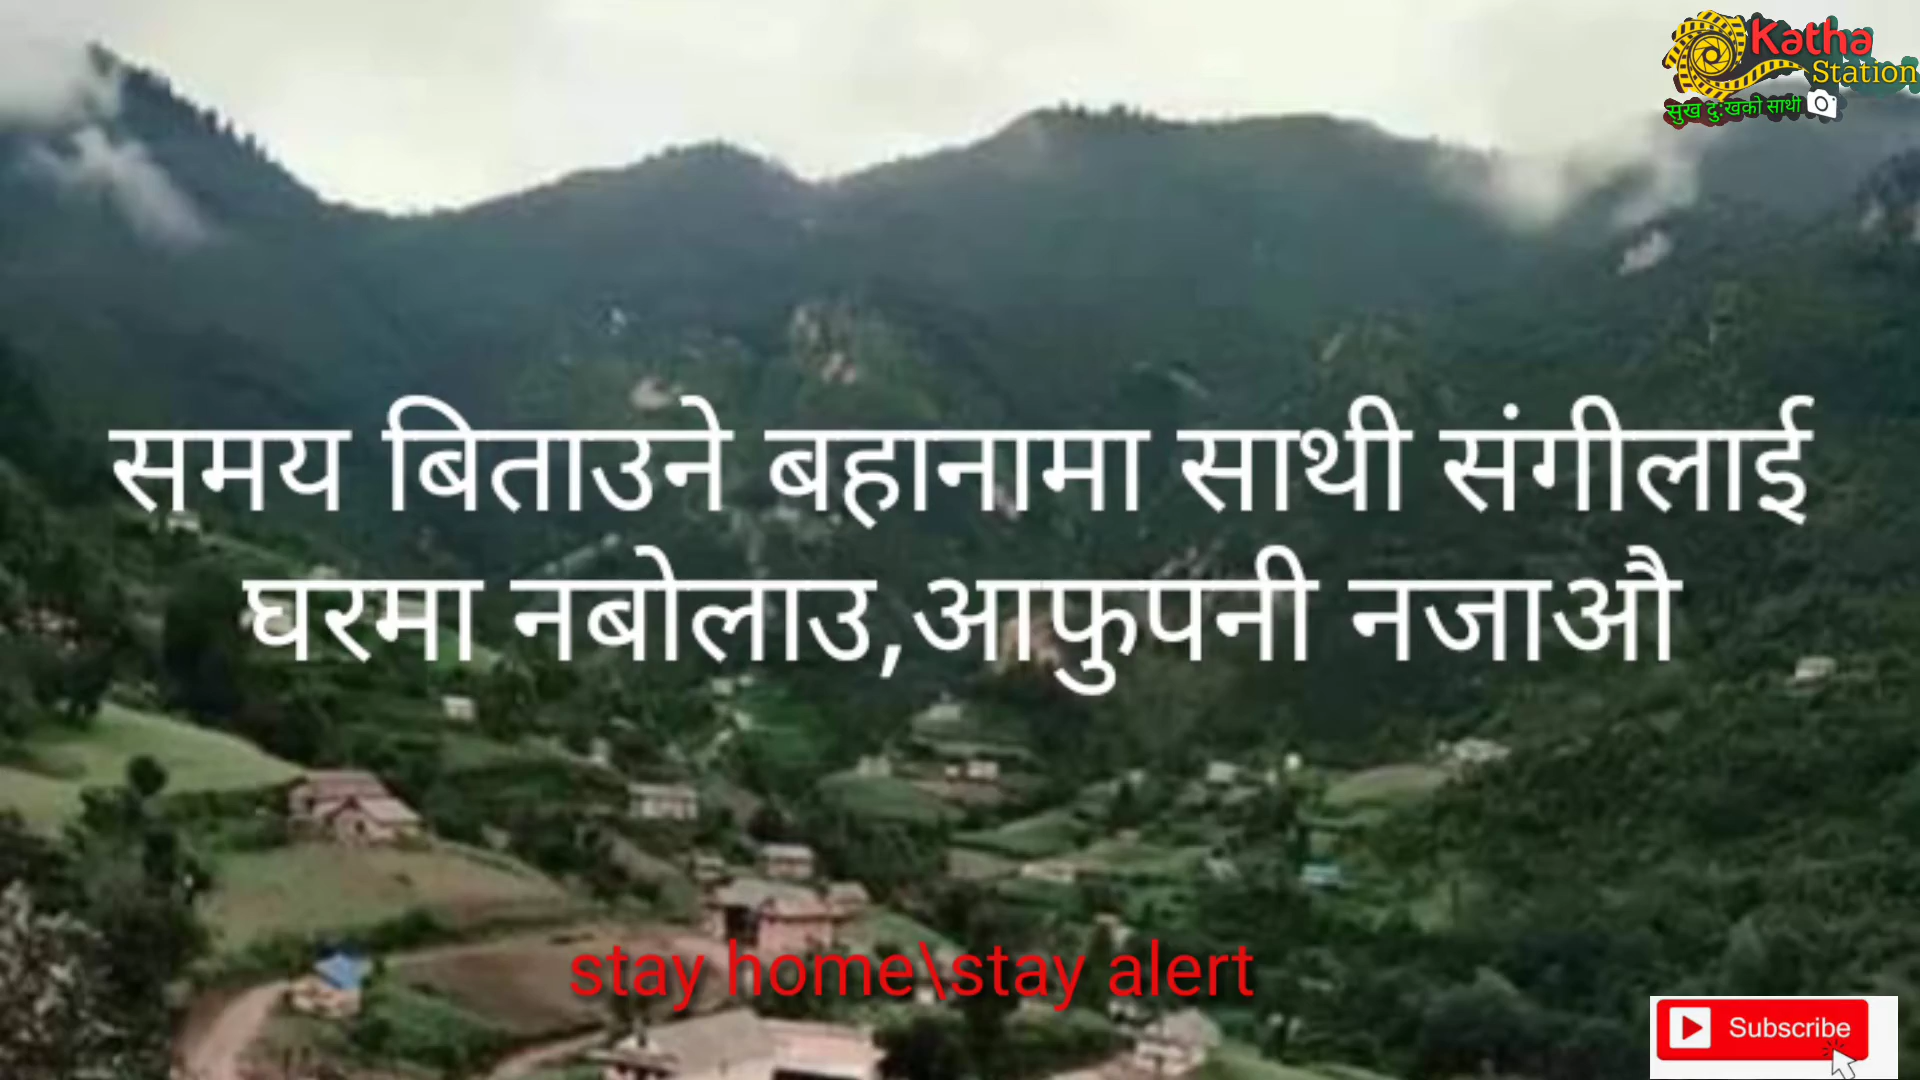 Katha
Station
सुख दुःखको साथी
समय बिताउने बहानामा साथी संगीलाई
घरमा नबोलाउ,आफुपनी नजाऔ
stay home\stay alert
Subscribe